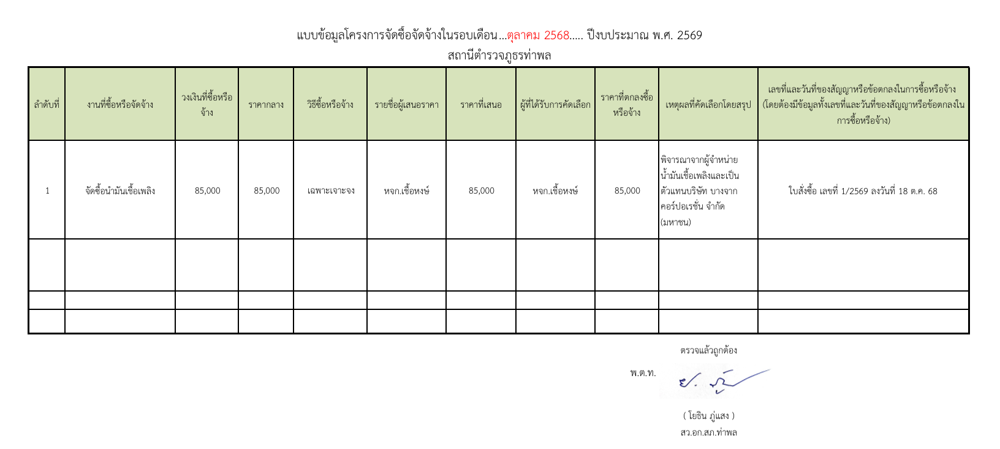 แบบข้อมูลโครงการจัดซื้อจัดจ้างในรอบเดือน...ตุลาคม 2568..... ปีงบประมาณ พ.ศ. 2569
สถานีตำรวจภูธรท่าพล
ลำดับที่
งานที่ซื้อหรือจัดจ้าง
วงเงินที่ซื้อหรือ
จ้าง
ราคากลาง
วิธีซื้อหรือจ้าง
รายชื่อผู้เสนอราคา
ราคาที่เสนอ
ผู้ที่ได้รับการคัดเลือก
ราคาที่ตกลงซื้อ
หรือจ้าง
เหตุผลที่คัดเลือกโดยสรุป
เลขที่และวันที่ของสัญญาหรือข้อตกลงในการซื้อหรือจ้าง
(โดยต้องมีข้อมูลทั้งเลขที่และวันที่ของสัญญาหรือข้อตกลงใน
การซื้อหรือจ้าง)
1
จัดซื้อนำมันเชื้อเพลิง
85,000
85,000
เฉพาะเจาะจง
หจก.เชื้อหงษ์
85,000
หจก.เชื้อหงษ์
85,000
พิจารณาจากผู้จำหน่าย
น้ำมันเชื้อเพลิงและเป็น
ตัวแทนบริษัท บางจาก
คอร์ปอเรชั่น จำกัด
(มหาชน)
ใบสั่งซื้อ เลขที่ 1/2569 ลงวันที่ 18 ต.ค. 68
ตรวจแล้วถูกต้อง
พ.ต.ท.
( โยธิน ภู่แสง )
สว.อก.สภ.ท่าพล